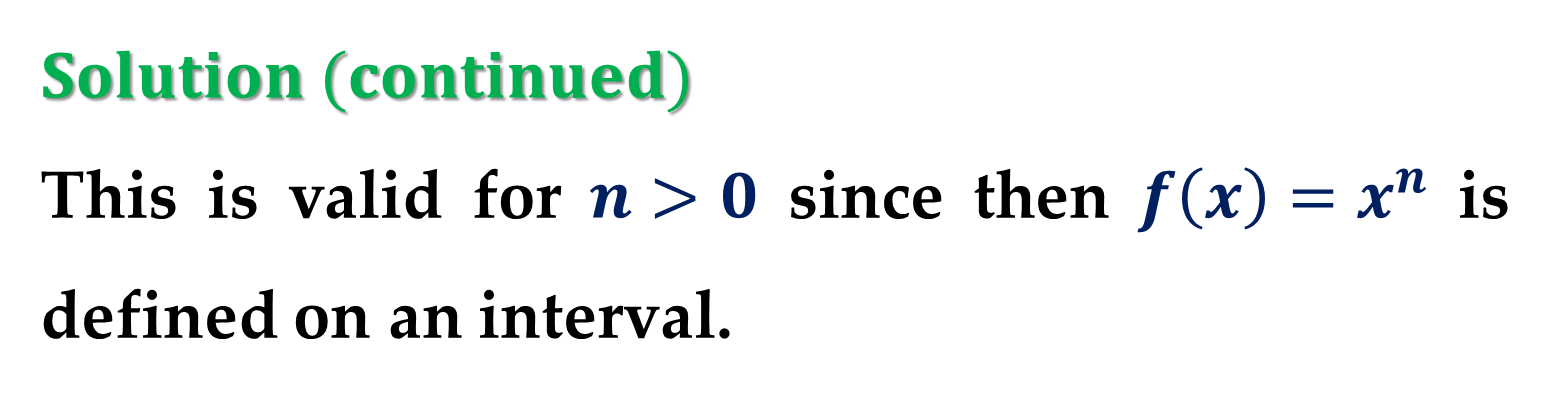 Solution (continued)
This is valid for n > 0 since then f(x) = xⁿ is
defined on an interval.